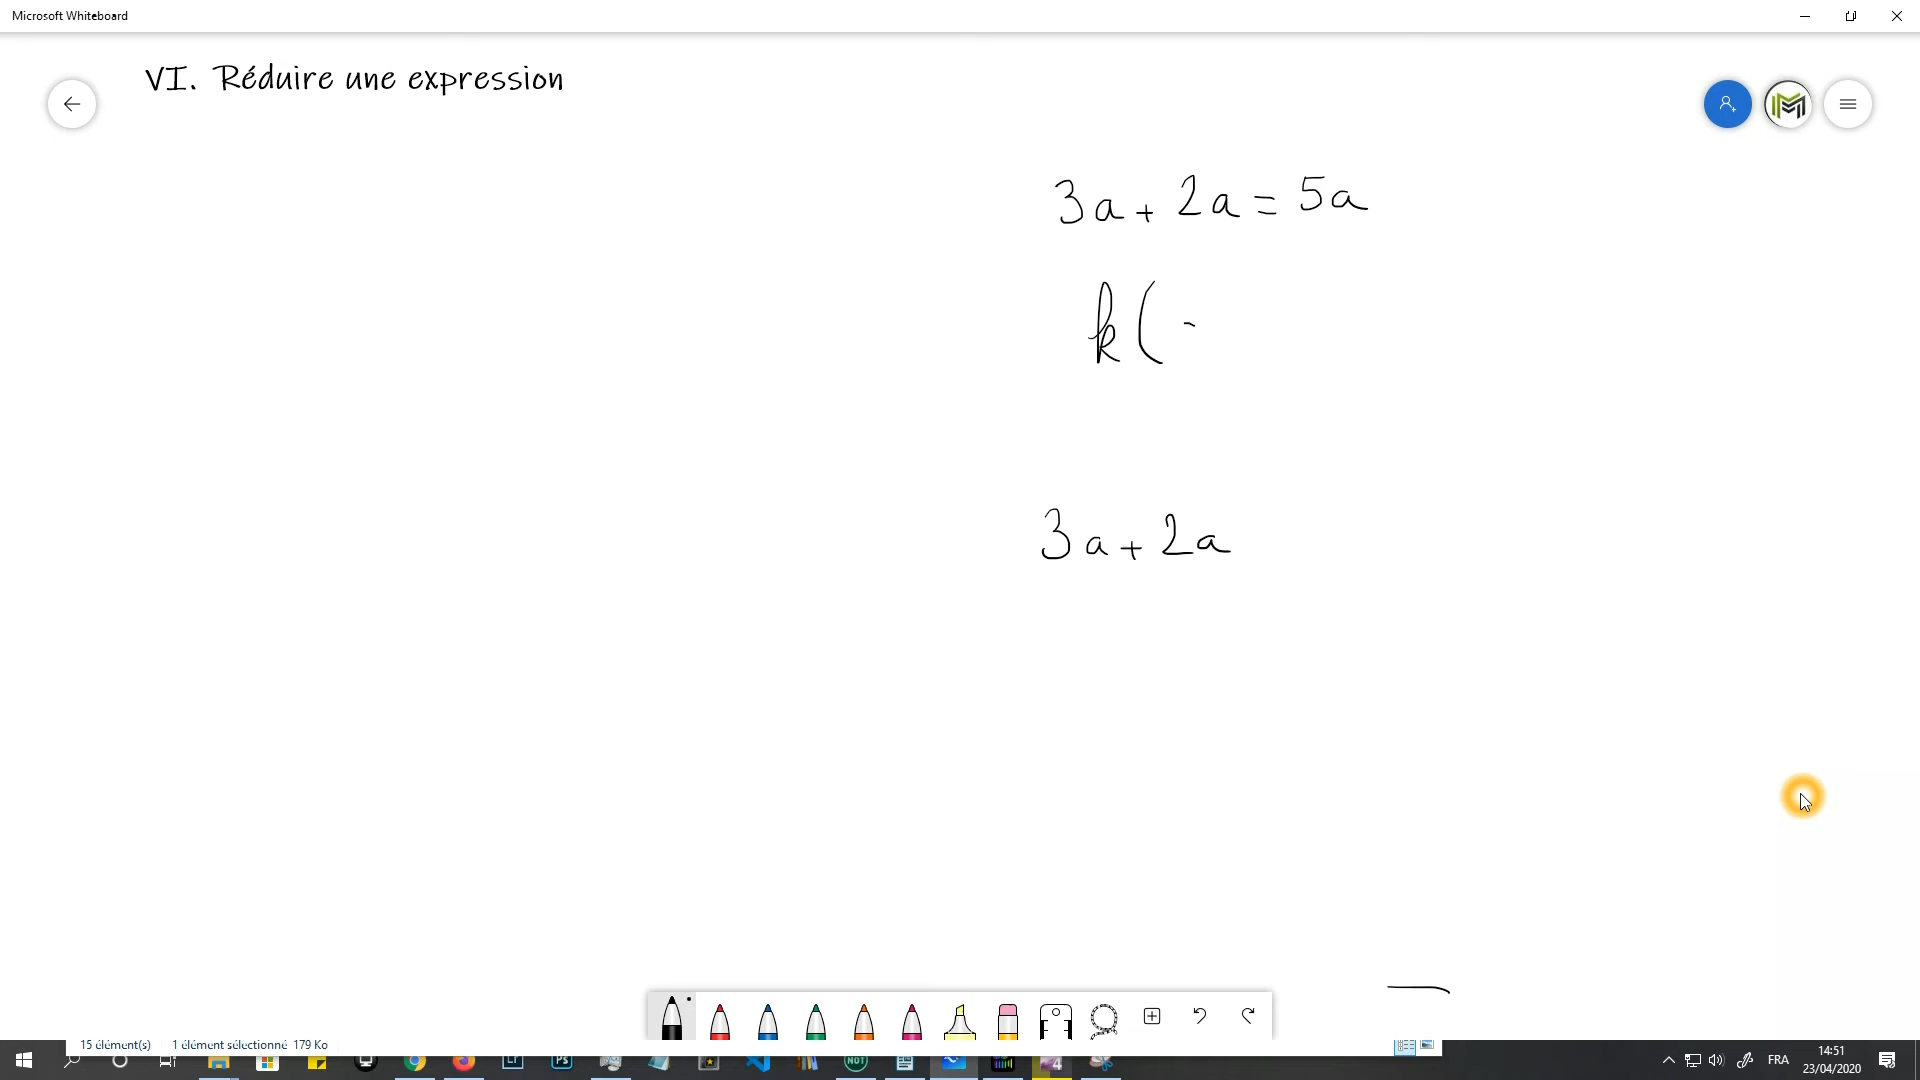 Microsoft Whiteboard
VI. Réduire une expression
3a + 2a = 5a
k ( -
3a + 2a
15 élément(s) 1 élément sélectionné 179 Ko
FRA
14:51
23/04/2020